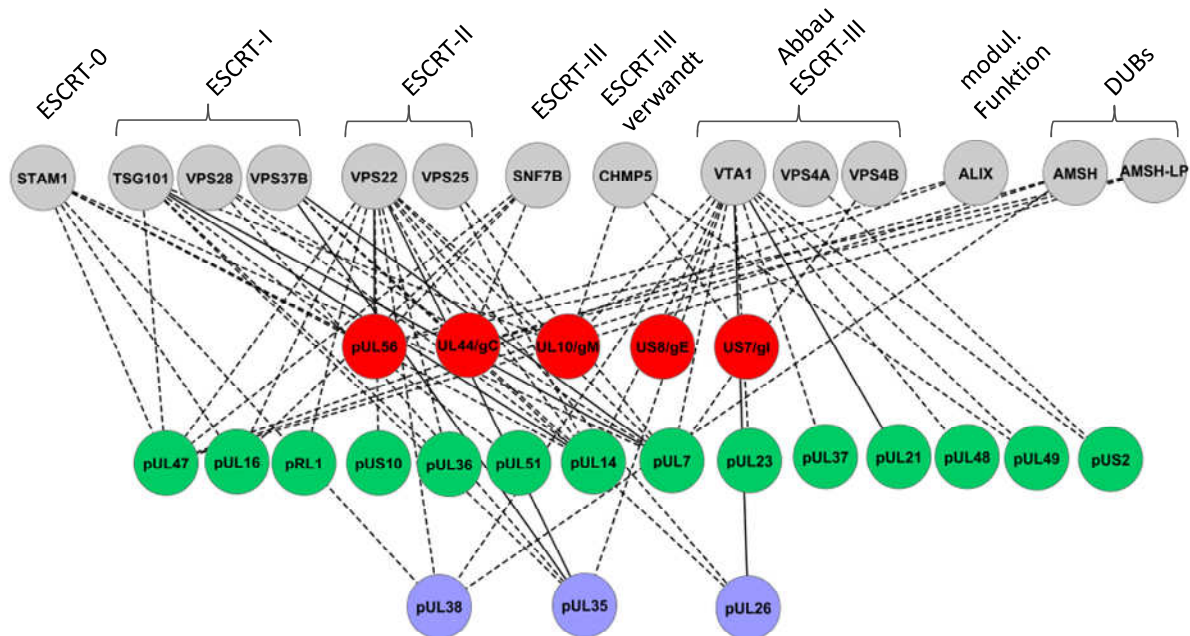 ESCRT-0
ESCRT-I
ESCRT-II
ESCRT-III
ESCRT-III
verwandt
Abbau
ESCRT-III
modul.
Funktion
DUBs
STAM1
TSG101
VPS28
VPS37B
VPS22
VPS25
SNF7B
CHMP5
VTA1
VPS4A
VPS4B
ALIX
AMSH
AMSH-LP
pUL56
UL44/gC
UL10/gM
US8/gE
US7/gI
pUL47
pUL16
pRL1
pUS10
pUL36
pUL51
pUL14
pUL7
pUL23
pUL37
pUL21
pUL48
pUL49
pUS2
pUL38
pUL35
pUL26